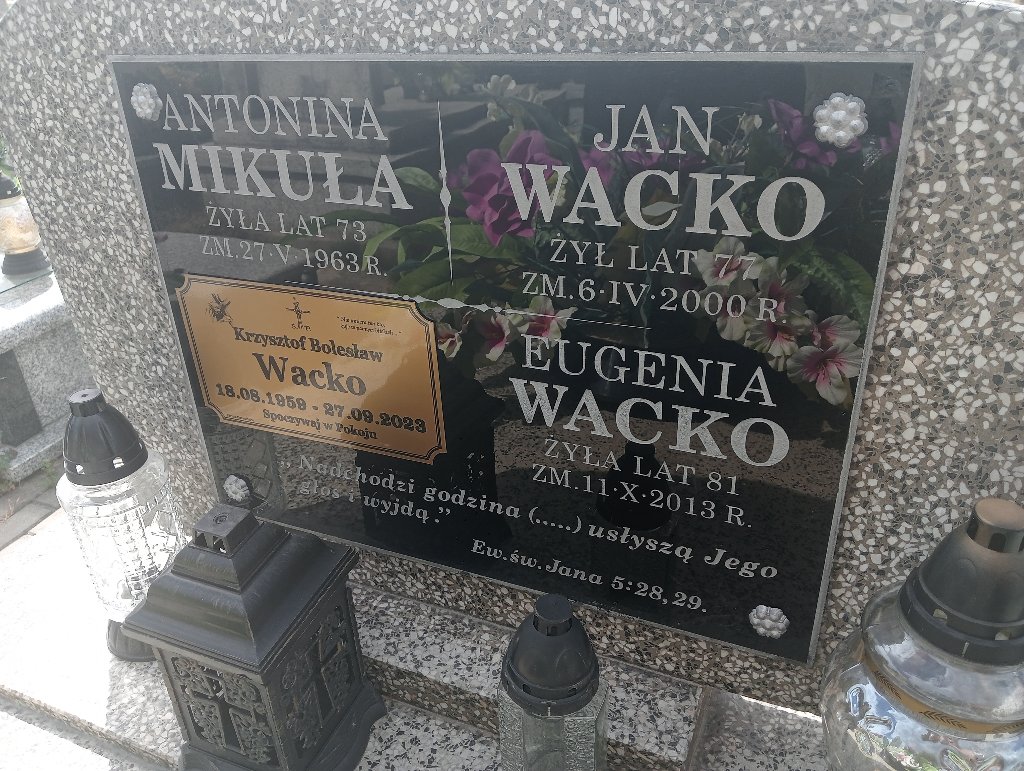 ANTONINA
MIKUŁA
ŻYŁA LAT 73
ZM. 27·V·1963 R.
JAN
WACKO
ŻYŁ LAT 77
ZM. 6·IV·2000 R.
Krzysztof Bolesław
Wacko
18.08.1959 - 27.09.2023
Spoczywaj w Pokoju
EUGENIA
WACKO
ŻYŁA LAT 81
ZM. 11·X·2013 R.
„Nadchodzi godzina (.....) usłyszą Jego
głos i wyjdą."
Ew.św.Jana 5:28,29.